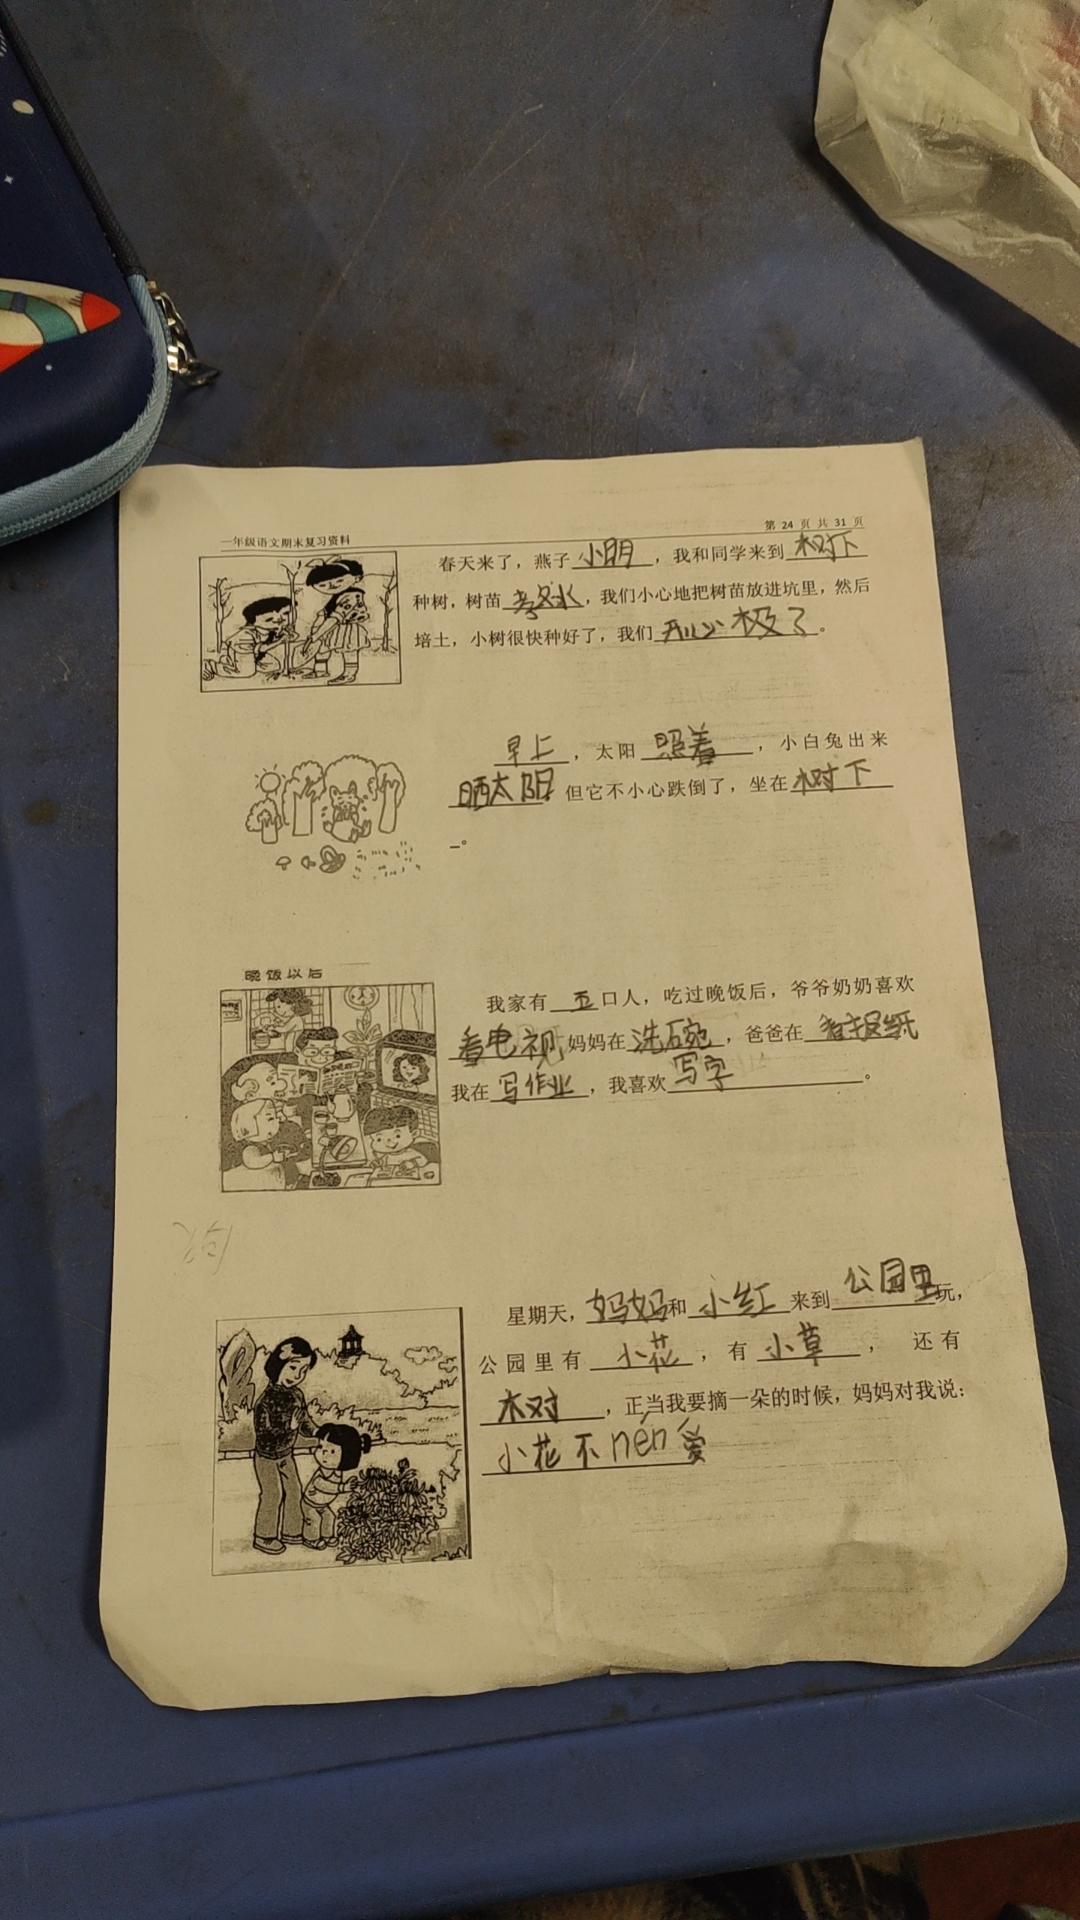 一年级语文期末复习资料
第 24 页 共 31 页
春天来了，燕子小明，我和同学来到树下
种树，树苗浇水，我们小心地把树苗放进坑里，然后
培土，小树很快种好了，我们开心极了。
早上，太阳照着，小白兔出来
晒太阳。但它不小心跌倒了，坐在树下
。
晚饭以后
我家有五口人，吃过晚饭后，爷爷奶奶喜欢
看电视妈妈在洗碗，爸爸在看报纸
我在写作业，我喜欢写字。
星期天，妈妈和小红来到公园里玩，
公园里有小花，有小草，还有
树，正当我要摘一朵的时候，妈妈对我说：
小花不nén爱